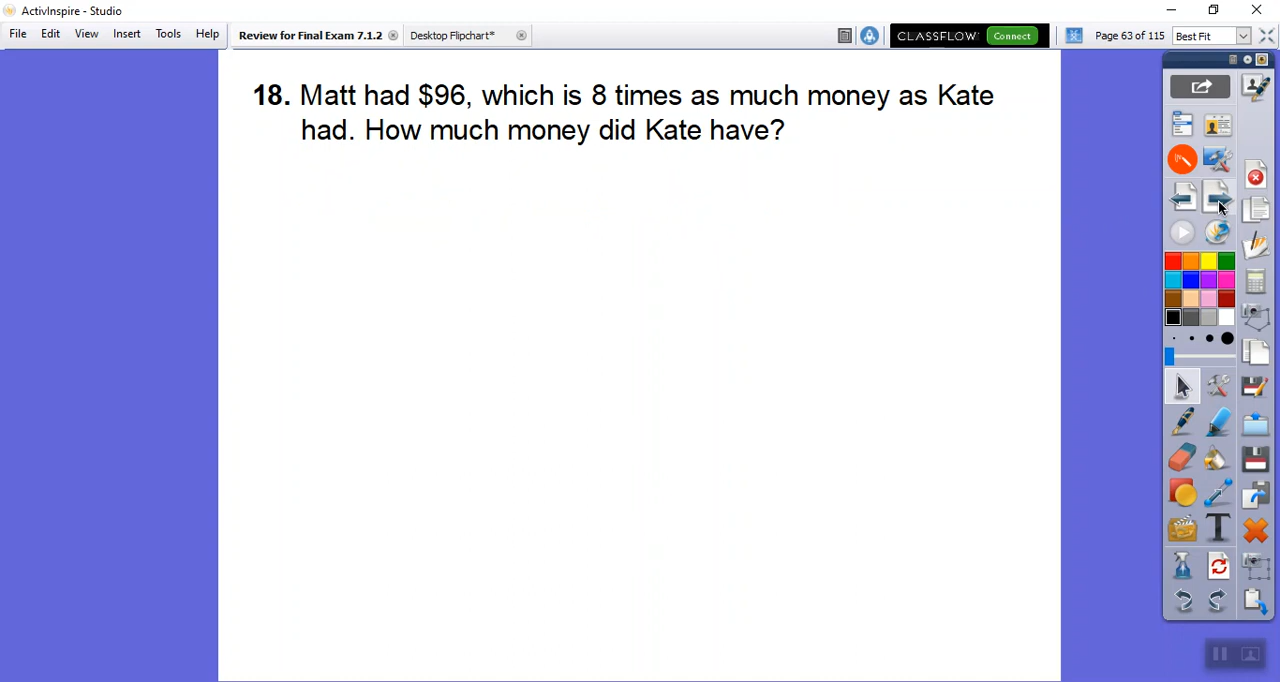 ActivInspire - Studio
File Edit View Insert Tools Help
Review for Final Exam 7.1.2
Desktop Flipchart*
CLASSFLOW
Connect
Page 63 of 115
Best Fit
18. Matt had $96, which is 8 times as much money as Kate
had. How much money did Kate have?
T